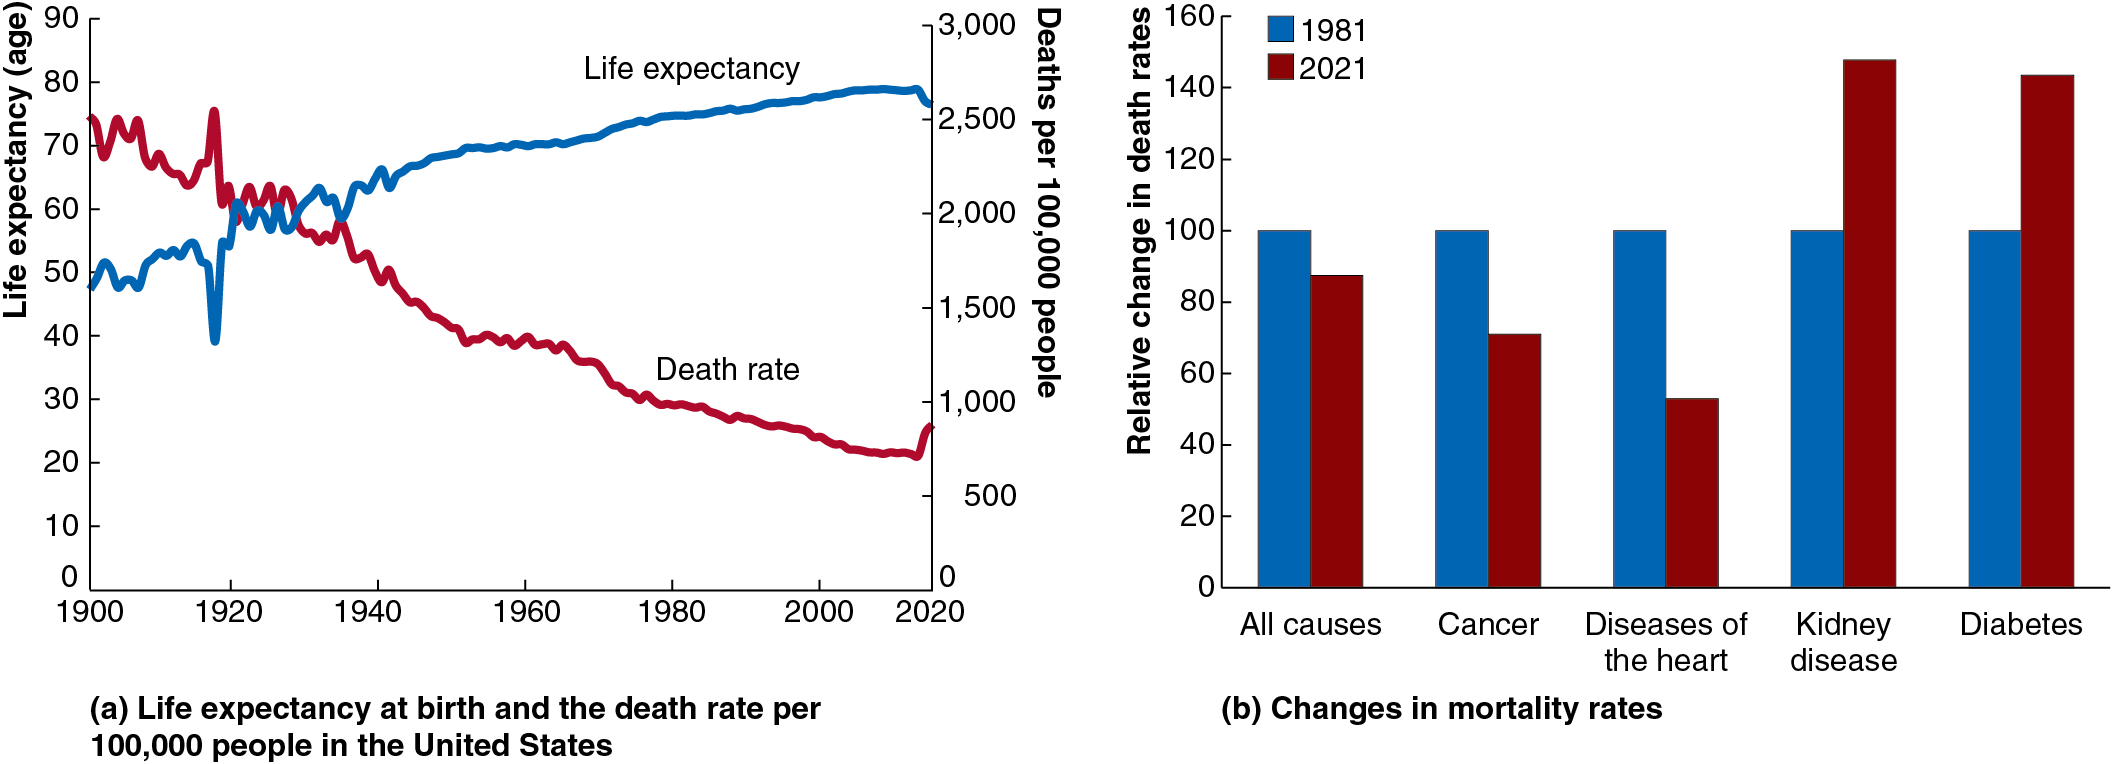 Life expectancy (age)
90
80
70
60
50
40
30
20
10
0
1900
1920
1940
1960
1980
2000
2020
Life expectancy
Death rate
3,000
2,500
2,000
1,500
1,000
500
0
Deaths per 100,000 people
(a) Life expectancy at birth and the death rate per
100,000 people in the United States
Relative change in death rates
160
140
120
100
80
60
40
20
0
1981
2021
All causes
Cancer
Diseases of
the heart
Kidney
disease
Diabetes
(b) Changes in mortality rates